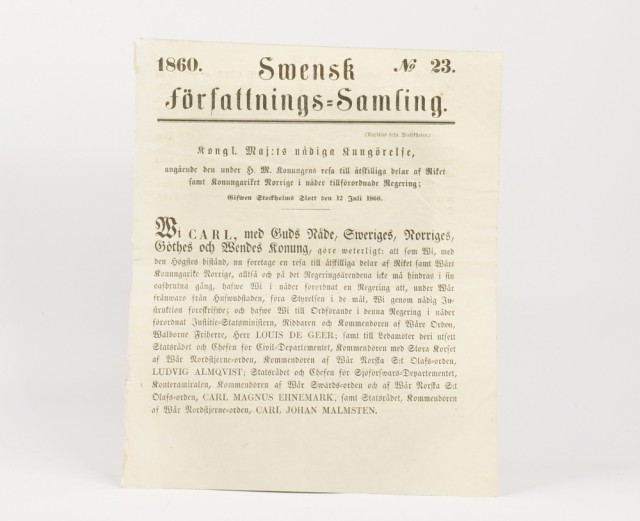 1860.
Swensk
№ 23.
Författnings=Samling.
Kongl. Maj:ts nådiga Kungörelse,
angående den under H. M. Konungens resa till åtskilliga delar af Riket
samt Konungariket Norrige i nåder tillförordnade Regering;
Gifwen Stockholms Slott den 12 Juli 1860.
Wi CARL, med Guds Nåde, Sweriges, Norriges,
Göthes och Wendes Konung, göre weterligt: att som Wi, med
den Högstes bistånd, nu företage en resa till åtskilliga delar af Riket samt Wårt
Konungarike Norrige, alltså och på det Regeringsärendena icke må hindras i sin
oafbrutna gång, hafwe Wi i nåder förordnat en Regering att, under Wår
frånwaro från Hufwudstaden, föra Styrelsen i de mål, Wi genom nådig In-
struktion föreskrifwe; och hafwe Wi till Ordförande i denna Regering i nåder
förordnat Justitie-Statsministern, Riddaren och Kommendören af Wåre Orden,
Wälborne Friherre, Herr LOUIS DE GEER; samt till Ledamöter deri utsett
Statsrådet och Chefen för Civil-Departementet, Kommendören med Stora Korset
af Wår Nordstjerne-orden, Kommendören af Wår Norska S:t Olafs-orden,
LUDVIG ALMQVIST; Statsrådet och Chefen för Sjöförswars-Departementet,
Konteramiralen, Kommendören af Wår Swärds-orden och af Wår Norska S:t
Olafs-orden, CARL MAGNUS EHNEMARK, samt Statsrådet, Kommendören
af Wår Nordstjerne-orden, CARL JOHAN MALMSTEN.